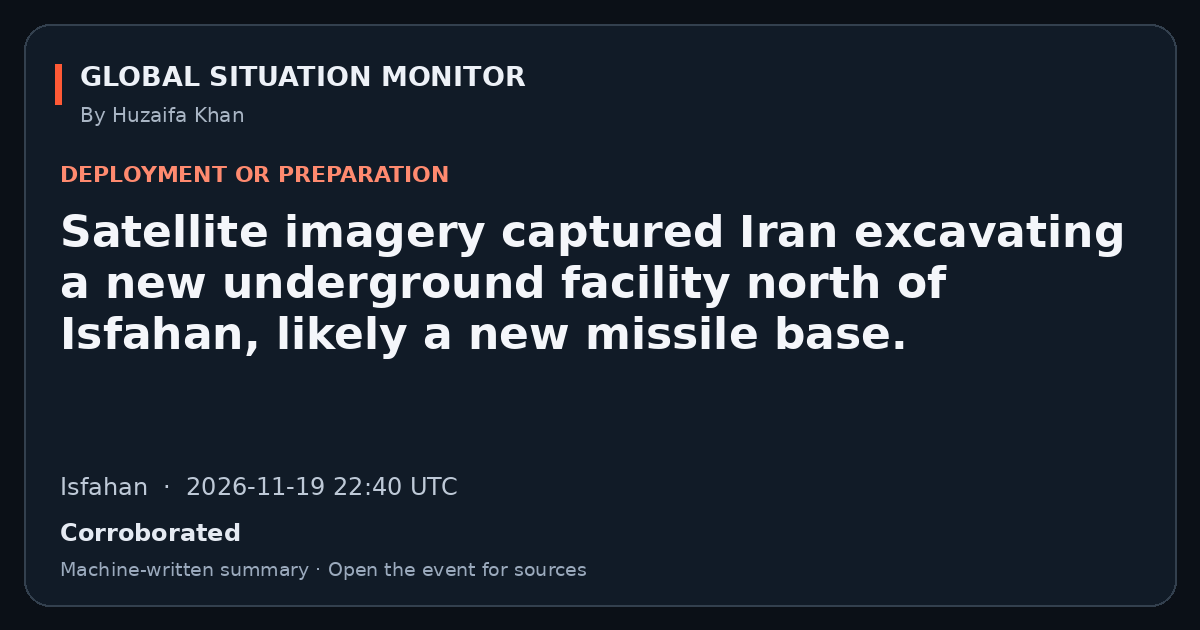 GLOBAL SITUATION MONITOR
By Huzaifa Khan
DEPLOYMENT OR PREPARATION
Satellite imagery captured Iran excavating
a new underground facility north of
Isfahan, likely a new missile base.
Isfahan · 2026-11-19 22:40 UTC
Corroborated
Machine-written summary · Open the event for sources